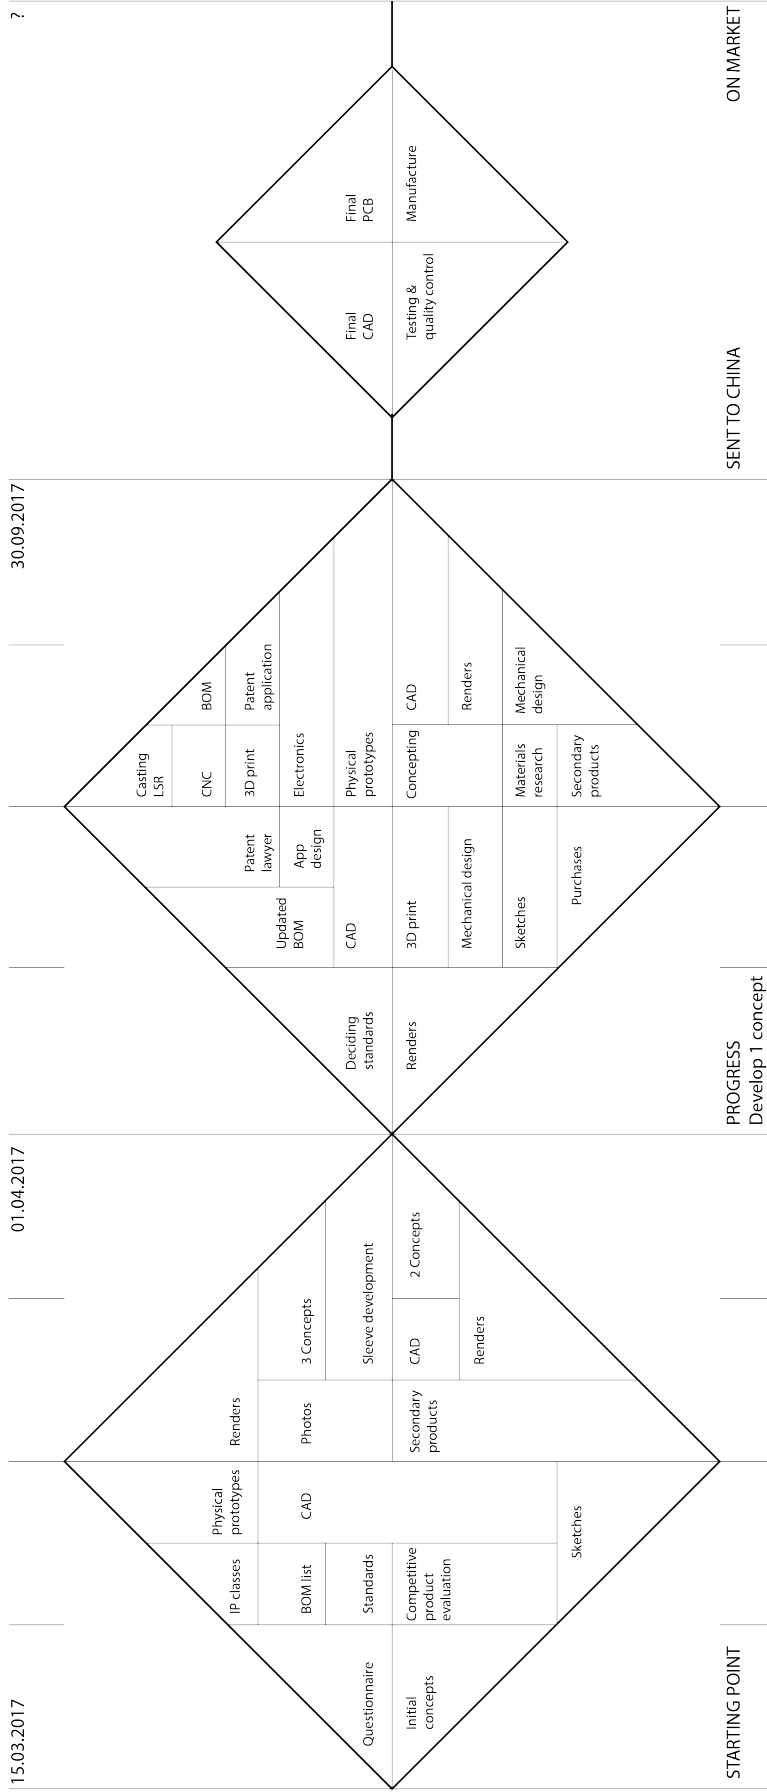 15.03.2017
01.04.2017
30.09.2017
?
Questionnaire
Initial
concepts
IP classes
BOM list
Standards
Competitive
product
evaluation
Physical
prototypes
CAD
Sketches
Renders
Photos
Secondary
products
3 Concepts
Sleeve development
CAD
2 Concepts
Renders
Deciding
standards
Renders
Updated
BOM
Patent
lawyer
App
design
CAD
3D print
Mechanical design
Sketches
Purchases
Casting
LSR
CNC
BOM
3D print
Patent
application
Electronics
Physical
prototypes
Concepting
CAD
Renders
Materials
research
Mechanical
design
Secondary
products
Final
CAD
Final
PCB
Testing &
quality control
Manufacture
STARTING POINT
PROGRESS
Develop 1 concept
SENT TO CHINA
ON MARKET